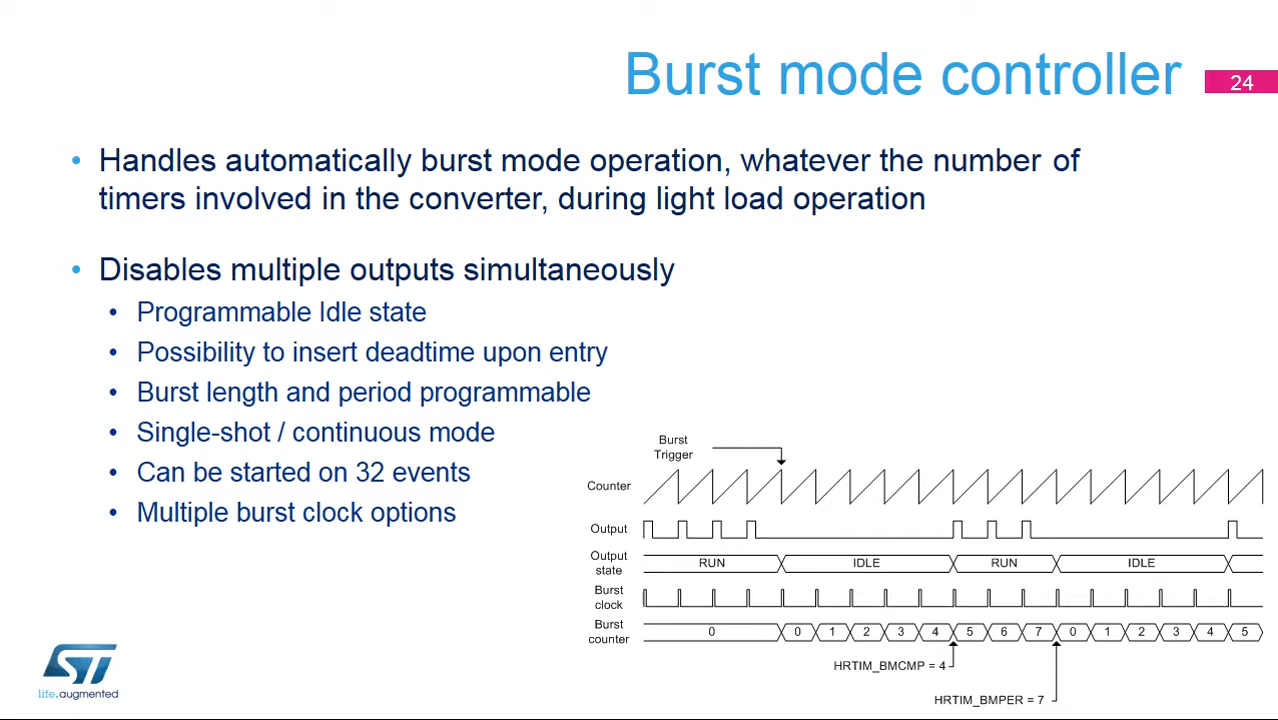 Burst mode controller
24
• Handles automatically burst mode operation, whatever the number of
timers involved in the converter, during light load operation
• Disables multiple outputs simultaneously
• Programmable Idle state
• Possibility to insert deadtime upon entry
• Burst length and period programmable
• Single-shot / continuous mode
• Can be started on 32 events
• Multiple burst clock options
Burst
Trigger
Counter
Output
Output
state
RUN IDLE RUN IDLE
Burst
clock
Burst
counter
0 0 1 2 3 4 5 6 7 0 1 2 3 4 5
HRTIM_BMCMP = 4
HRTIM_BMPER = 7
ST
life.augmented